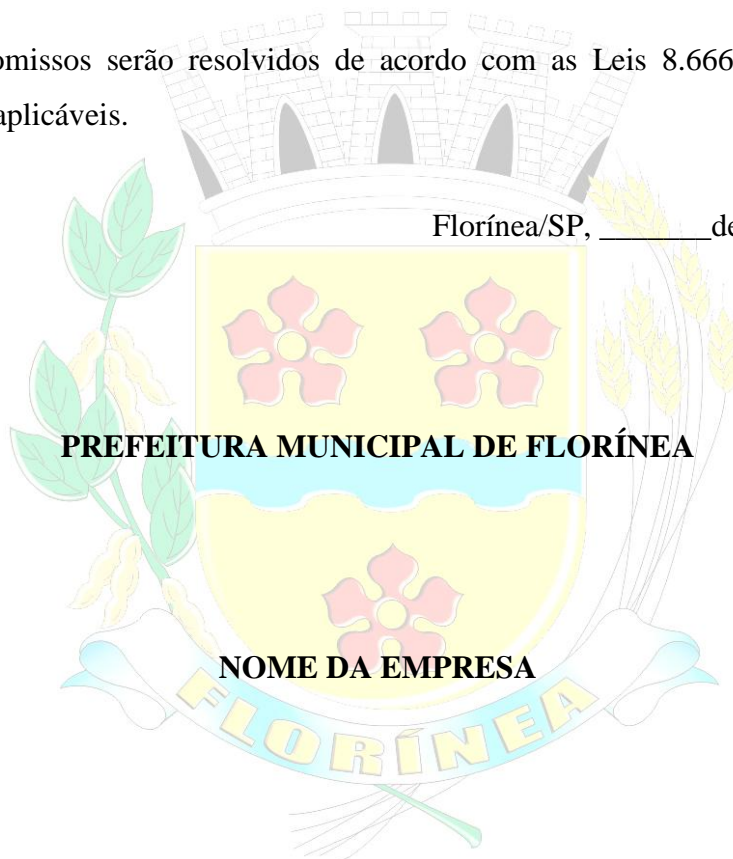 omissos serão resolvidos de acordo com as Leis 8.666
aplicáveis.
Florínea/SP, _______de
PREFEITURA MUNICIPAL DE FLORÍNEA
NOME DA EMPRESA
FLORÍNEA